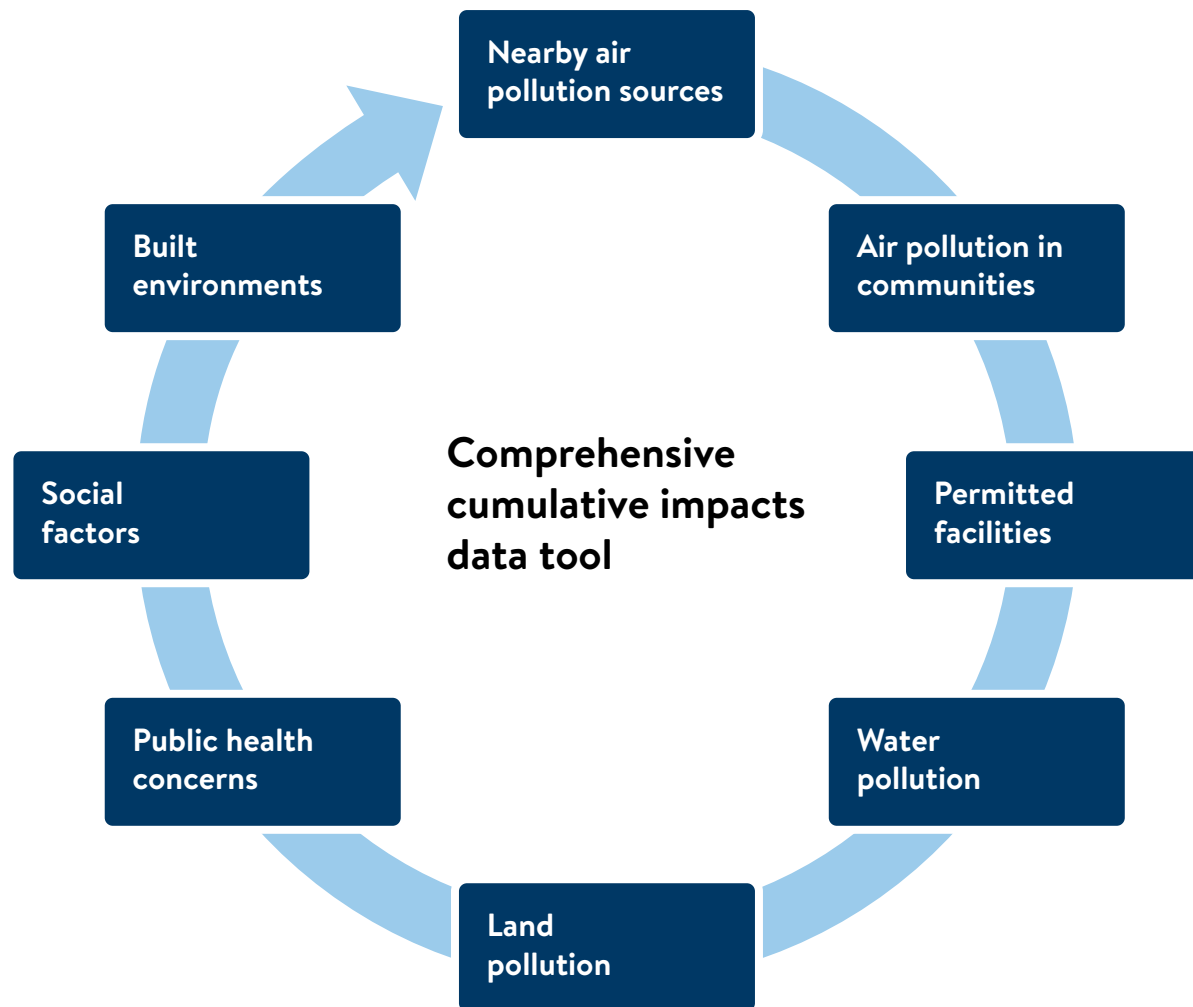 Nearby air
pollution sources
Air pollution in
communities
Permitted
facilities
Water
pollution
Land
pollution
Public health
concerns
Social
factors
Built
environments
Comprehensive
cumulative impacts
data tool